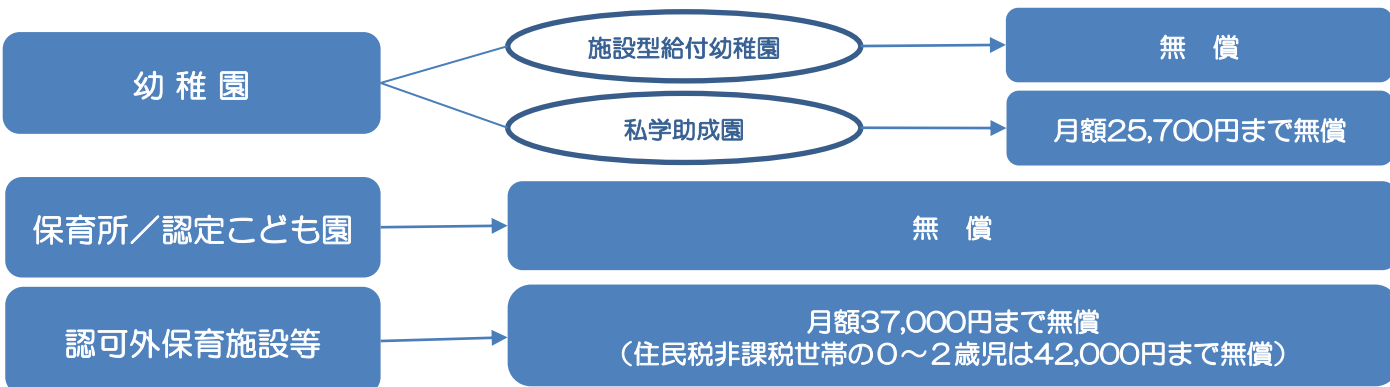 幼 稚 園
施設型給付幼稚園
無　償
私学助成園
月額25,700円まで無償
保育所／認定こども園
無　償
認可外保育施設等
月額37,000円まで無償
（住民税非課税世帯の０～２歳児は42,000円まで無償）